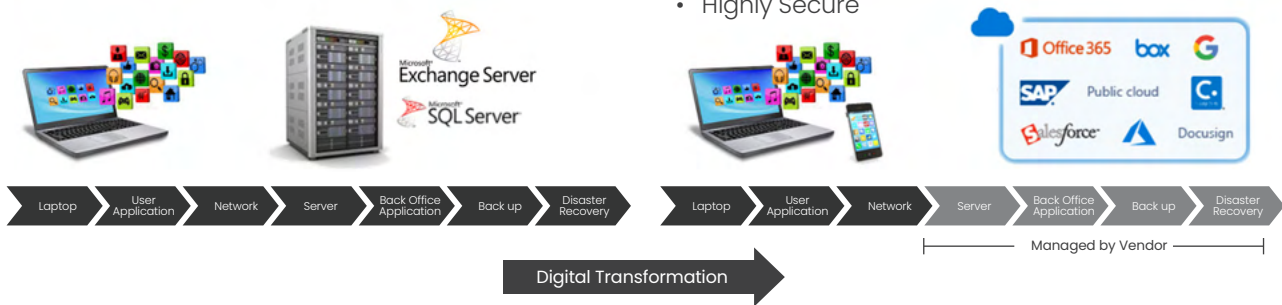 • Highly Secure
Microsoft
Exchange Server
Microsoft
SQL Server
Office 365
box
G
SAP
Public cloud
C.
Salesforce
Docusign
Laptop
User
Application
Network
Server
Back Office
Application
Back up
Disaster
Recovery
Laptop
User
Application
Network
Server
Back Office
Application
Back up
Disaster
Recovery
Managed by Vendor
Digital Transformation